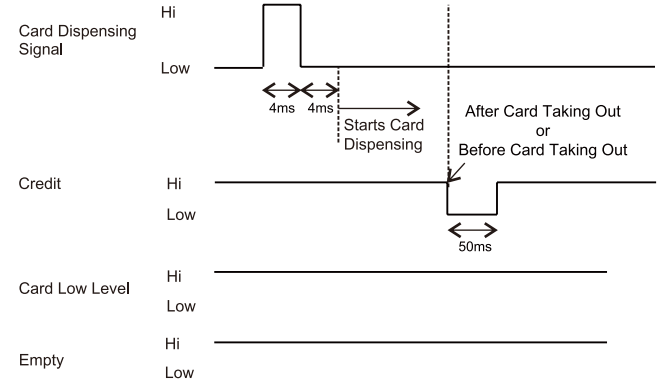 Hi
Card Dispensing
Signal
Low
4ms
4ms
Starts Card
Dispensing
After Card Taking Out
or
Before Card Taking Out
Credit
Hi
Low
50ms
Card Low Level
Hi
Low
Empty
Hi
Low